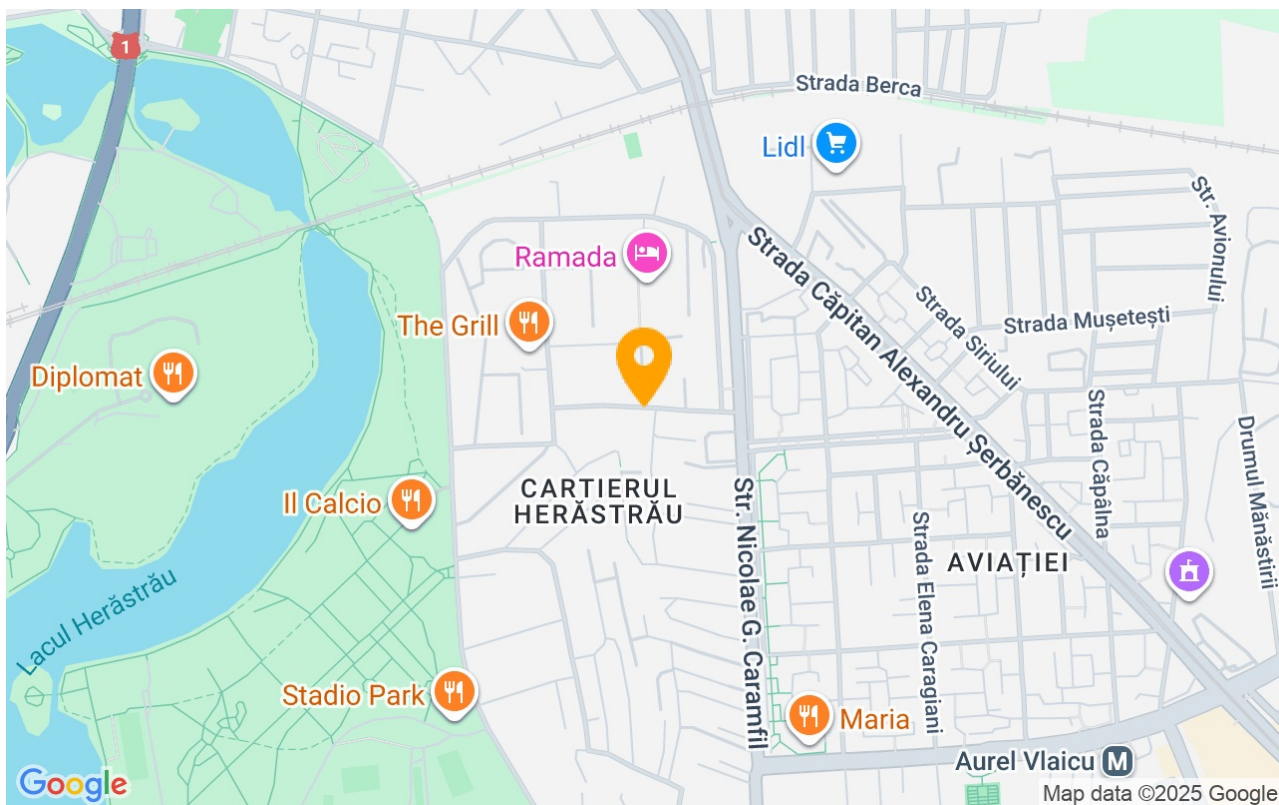 1
Strada Berca
Lidl
Str. Avionului
Ramada
Strada Căpitan Alexandru Șerbănescu
The Grill
Strada Siriului
Strada Mușetești
Diplomat
Strada Căpâlna
Drumul Mănăstirii
Il Calcio
CARTIERUL
HERĂSTRĂU
Str. Nicolae G. Caramfil
Strada Elena Caragiani
AVIAȚIEI
Lacul Herăstrău
Stadio Park
Maria
Aurel Vlaicu M
Google
Map data ©2025 Google